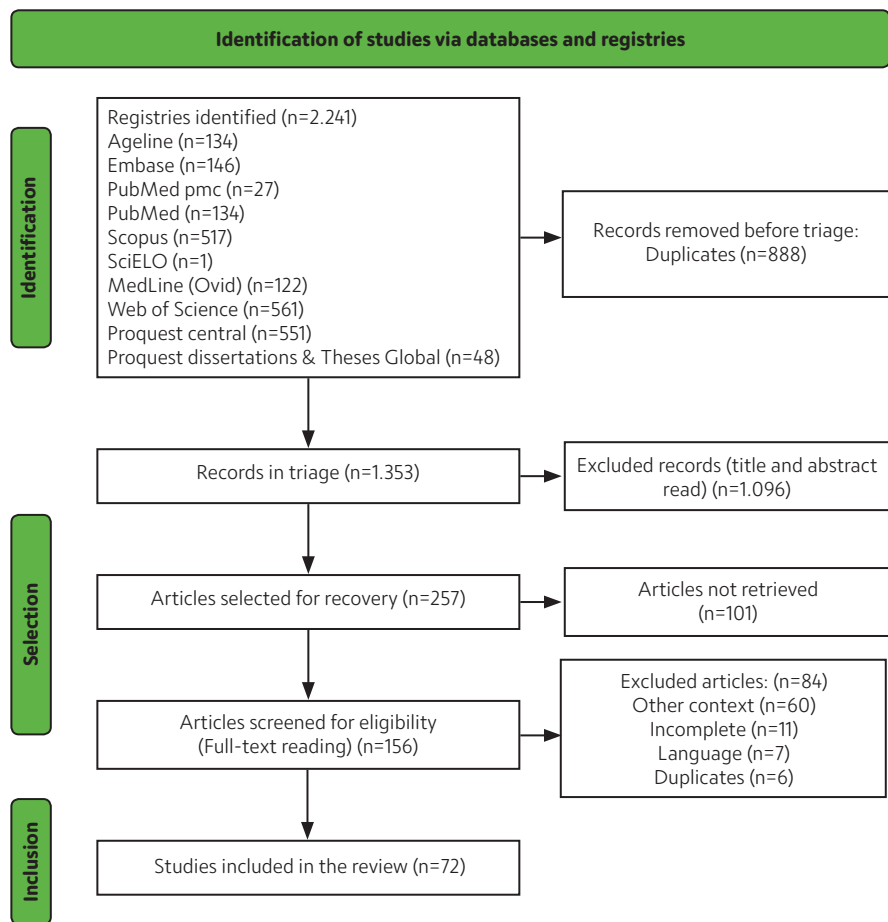 Identification of studies via databases and registries
Identification
Registries identified (n=2.241)
Ageline (n=134)
Embase (n=146)
PubMed pmc (n=27)
PubMed (n=134)
Scopus (n=517)
SciELO (n=1)
MedLine (Ovid) (n=122)
Web of Science (n=561)
Proquest central (n=551)
Proquest dissertations & Theses Global (n=48)
Records removed before triage:
Duplicates (n=888)
Records in triage (n=1.353)
Excluded records (title and abstract
read) (n=1.096)
Selection
Articles selected for recovery (n=257)
Articles not retrieved
(n=101)
Articles screened for eligibility
(Full-text reading) (n=156)
Excluded articles: (n=84)
Other context (n=60)
Incomplete (n=11)
Language (n=7)
Duplicates (n=6)
Inclusion
Studies included in the review (n=72)